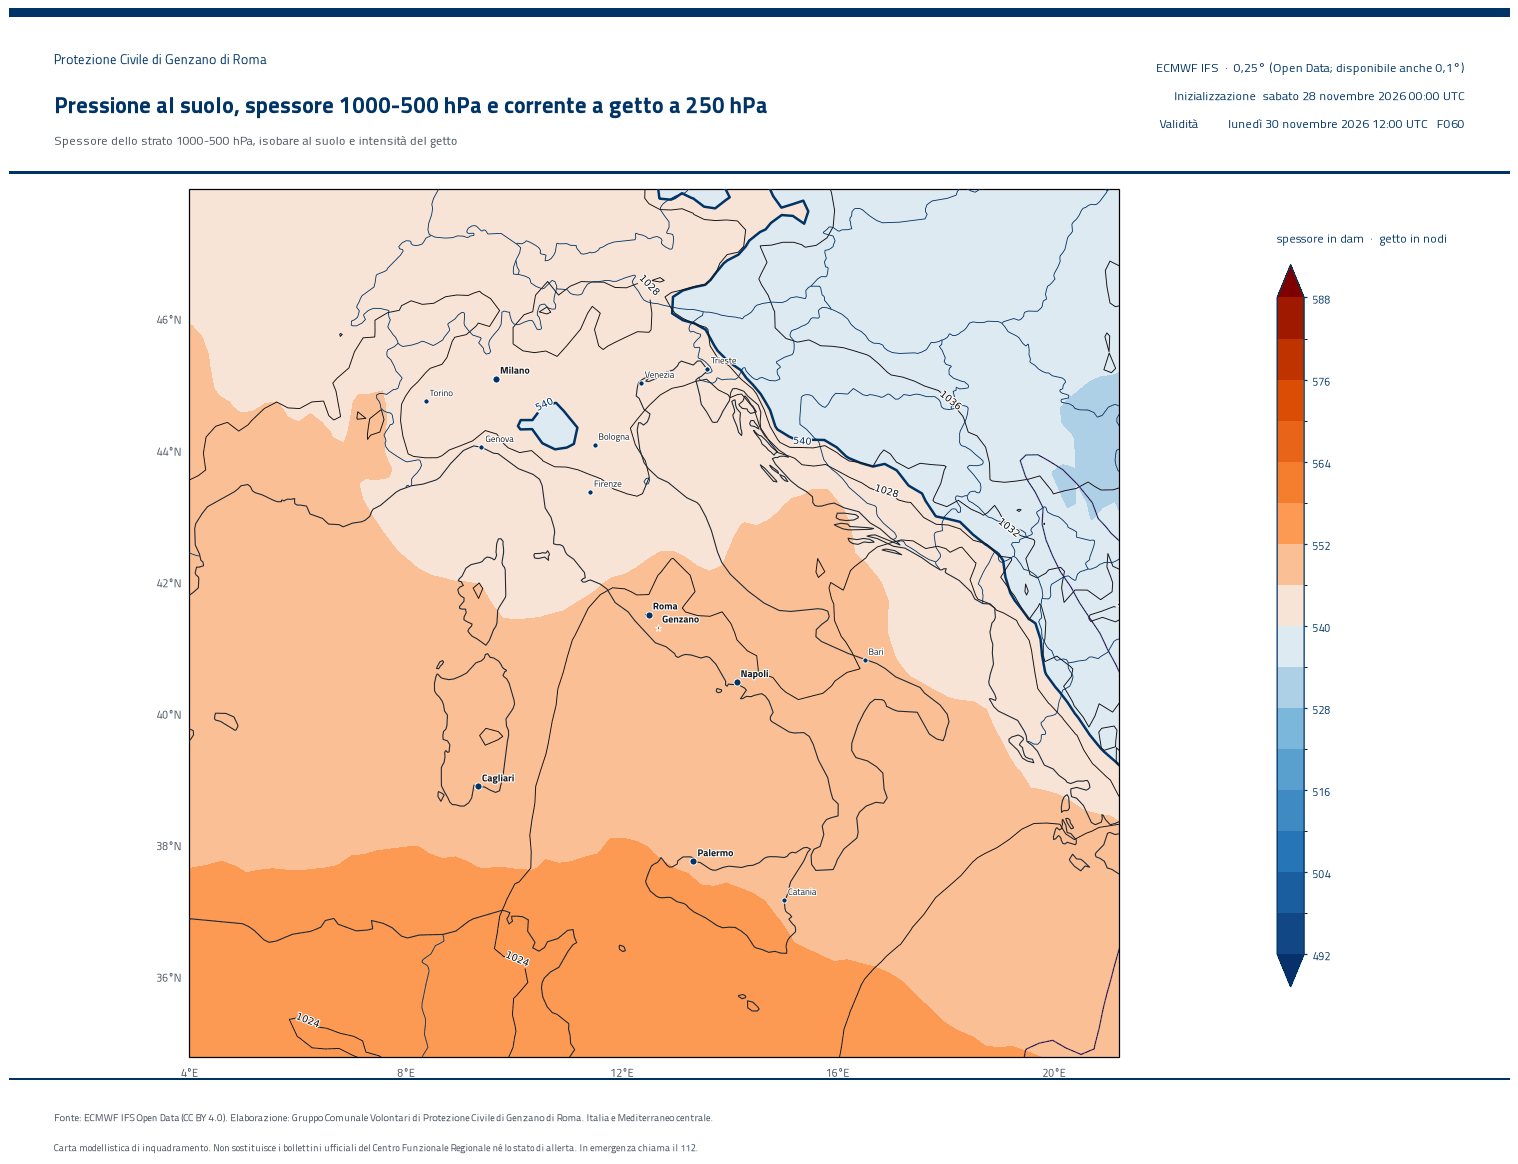 Protezione Civile di Genzano di Roma
Pressione al suolo, spessore 1000-500 hPa e corrente a getto a 250 hPa
Spessore dello strato 1000-500 hPa, isobare al suolo e intensità del getto
ECMWF IFS · 0,25° (Open Data; disponibile anche 0,1°)
Inizializzazione sabato 28 novembre 2026 00:00 UTC
Validità lunedì 30 novembre 2026 12:00 UTC F060
spessore in dam · getto in nodi
588
576
564
552
540
528
516
504
492
46°N
44°N
42°N
40°N
38°N
36°N
4°E
8°E
12°E
16°E
20°E
1028
Trieste
Milano
Venezia
Torino
1036
540
Genova
Bologna
540
Firenze
1028
1032
Roma
Genzano
Bari
Napoli
Cagliari
Palermo
Catania
1024
1024
Fonte: ECMWF IFS Open Data (CC BY 4.0). Elaborazione: Gruppo Comunale Volontari di Protezione Civile di Genzano di Roma. Italia e Mediterraneo centrale.
Carta modellistica di inquadramento. Non sostituisce i bollettini ufficiali del Centro Funzionale Regionale né lo stato di allerta. In emergenza chiama il 112.